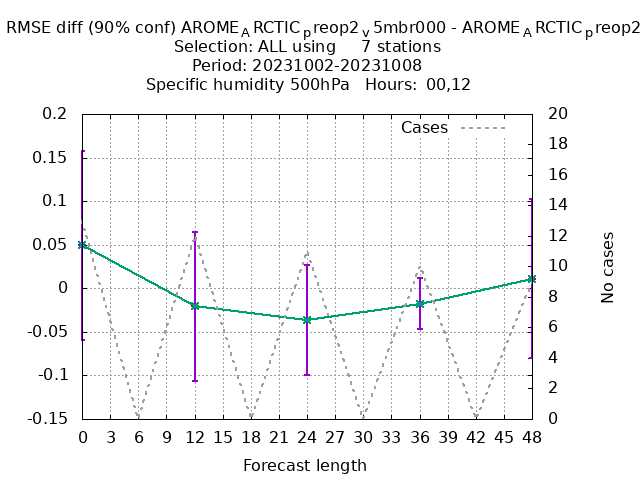 RMSE diff (90% conf) AROME_ARCTIC_preop2_v5mbr000 - AROME_ARCTIC_preop2
Selection: ALL using 7 stations
Period: 20231002-20231008
Specific humidity 500hPa Hours: 00,12
Cases
0.2
0.15
0.1
0.05
0
-0.05
-0.1
-0.15
20
18
16
14
12
10
8
6
4
2
0
No cases
0 3 6 9 12 15 18 21 24 27 30 33 36 39 42 45 48
Forecast length